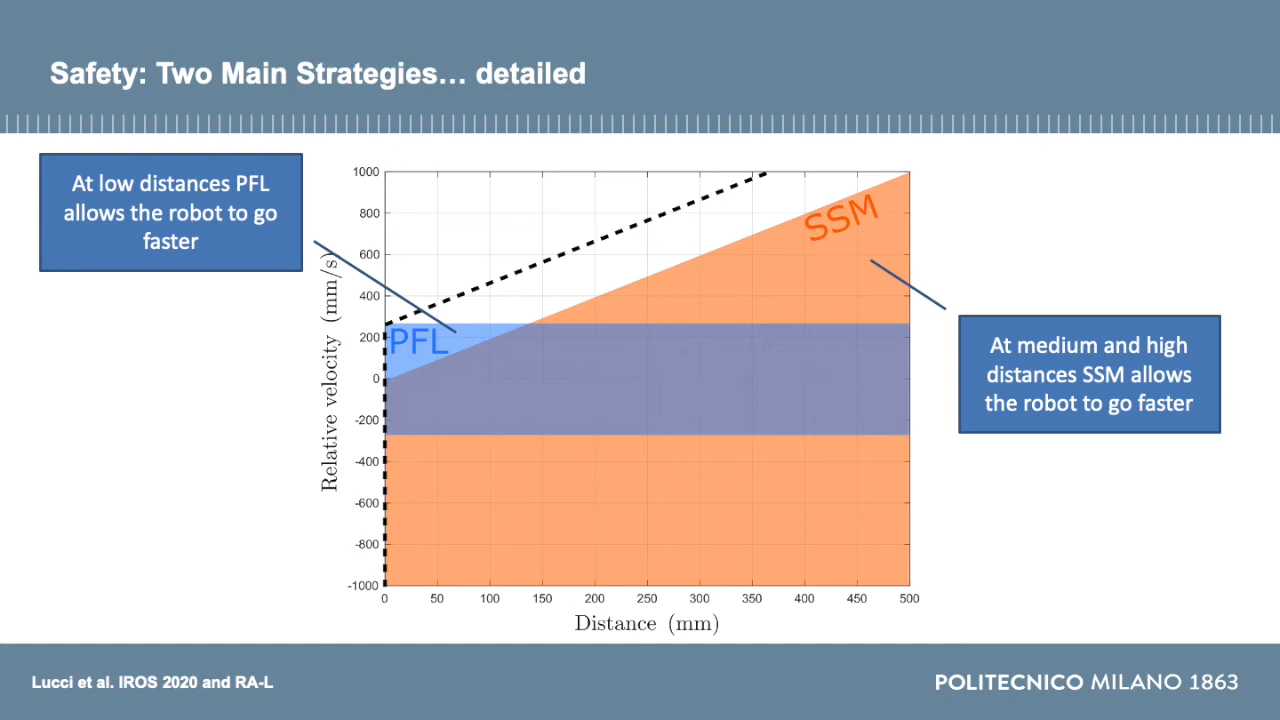 Safety: Two Main Strategies… detailed
At low distances PFL
allows the robot to go
faster
1000
800
600
400
200
0
-200
-400
-600
-800
-1000
Relative velocity (mm/s)
PFL
SSM
0 50 100 150 200 250 300 350 400 450 500
Distance (mm)
At medium and high
distances SSM allows
the robot to go faster
Lucci et al. IROS 2020 and RA-L
POLITECNICO MILANO 1863